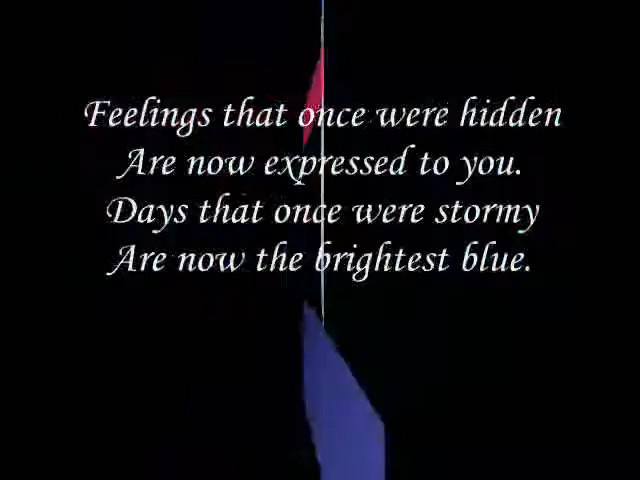 Feelings that once were hidden
Are now expressed to you.
Days that once were stormy
Are now the brightest blue.